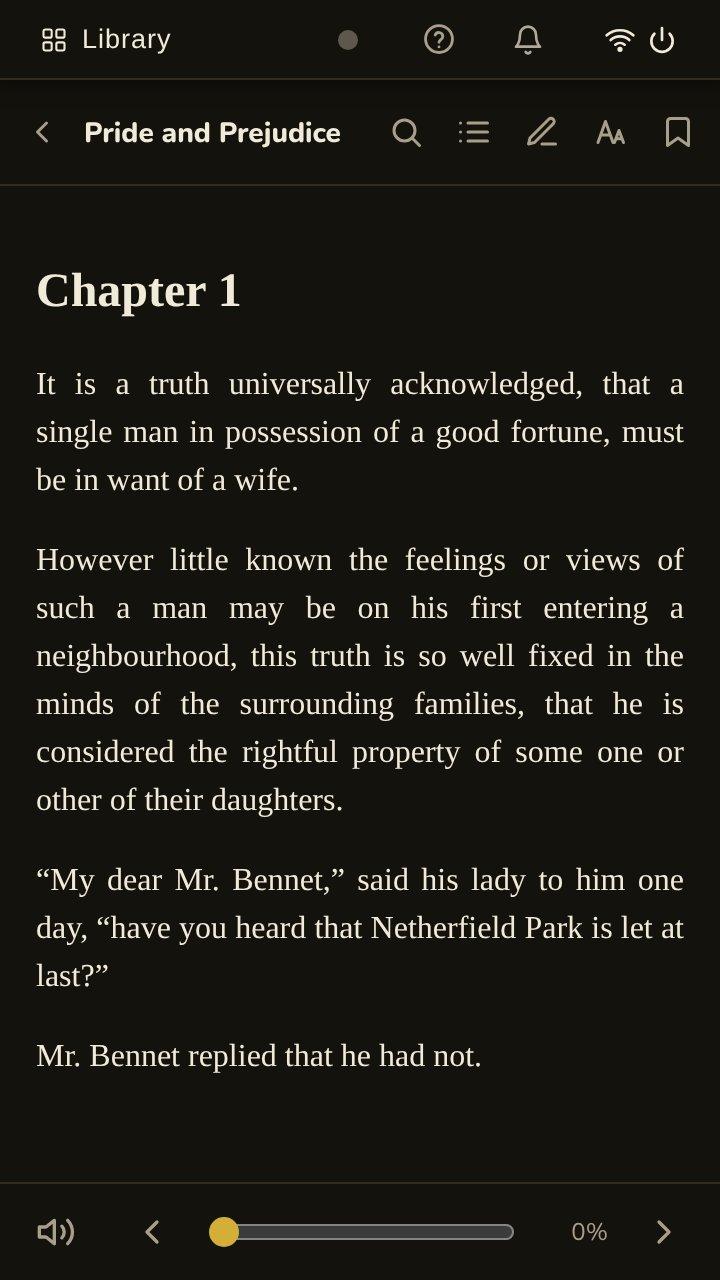 Library
Pride and Prejudice
Chapter 1
It is a truth universally acknowledged, that a
single man in possession of a good fortune, must
be in want of a wife.
However little known the feelings or views of
such a man may be on his first entering a
neighbourhood, this truth is so well fixed in the
minds of the surrounding families, that he is
considered the rightful property of some one or
other of their daughters.
“My dear Mr. Bennet,” said his lady to him one
day, “have you heard that Netherfield Park is let at
last?”
Mr. Bennet replied that he had not.
0%